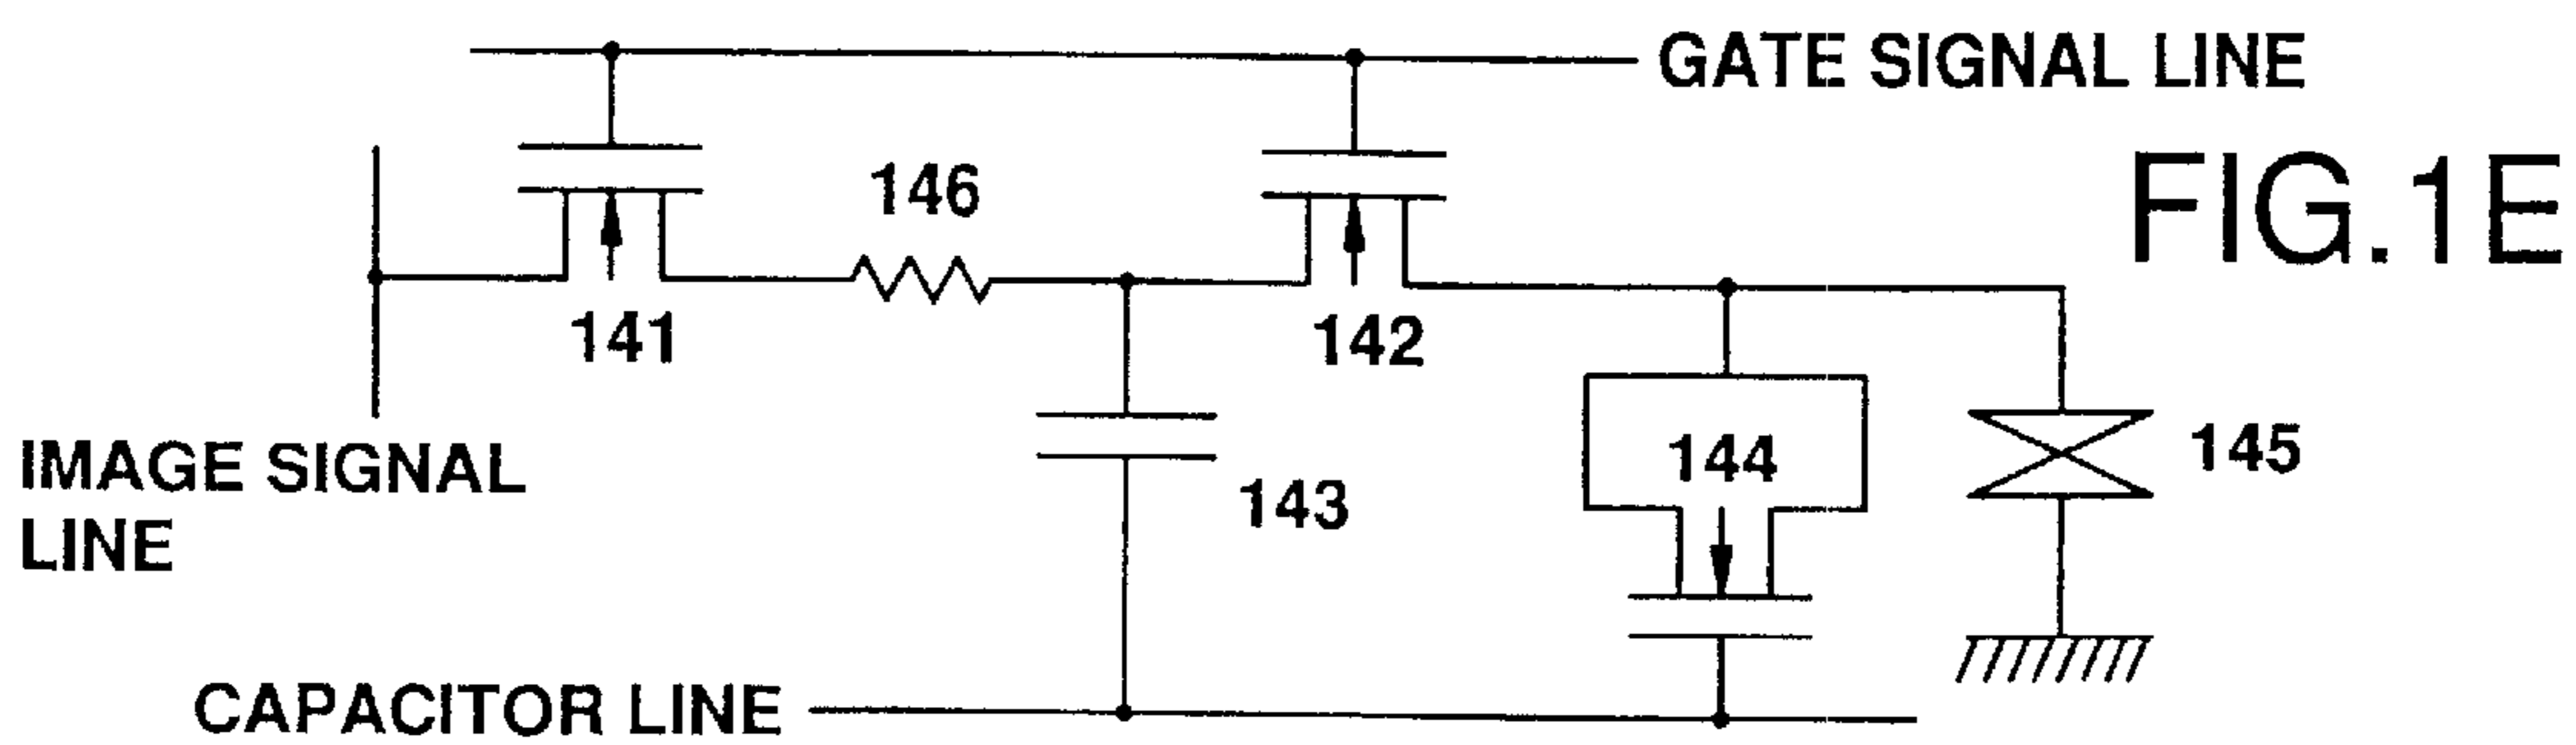 GATE SIGNAL LINE
FIG.1E
146
141
142
IMAGE SIGNAL
LINE
143
144
145
CAPACITOR LINE